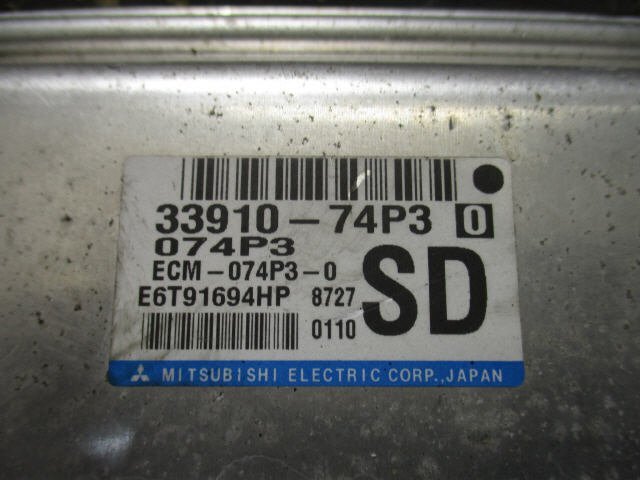 33910-74P3 0
074P3
ECM-074P3-0
E6T91694HP 8727
SD
0110
MITSUBISHI ELECTRIC CORP., JAPAN